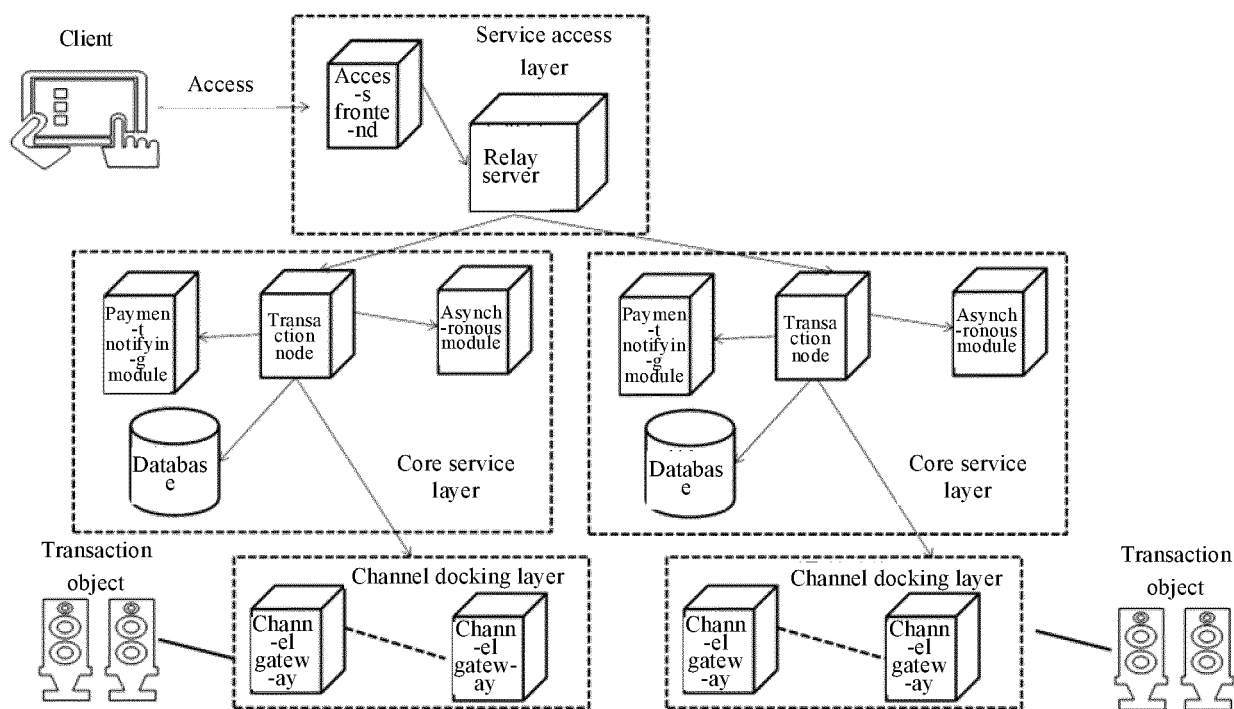 Client
Access
Service access
layer
Acces
-s
fronte
-nd
Relay
server
Paymen
-t
notifyin
-g
module
Transa
ction
node
Asynch
-ronous
module
Databas
e
Core service
layer
Paymen
-t
notifyin
-g
module
Transa
ction
node
Asynch
-ronous
module
Databas
e
Core service
layer
Transaction
object
Channel docking layer
Chann
-el
gatew
-ay
Chann
-el
gatew-
ay
Channel docking layer
Chann
-el
gatew
-ay
Chann
-el
gatew
-ay
Transaction
object